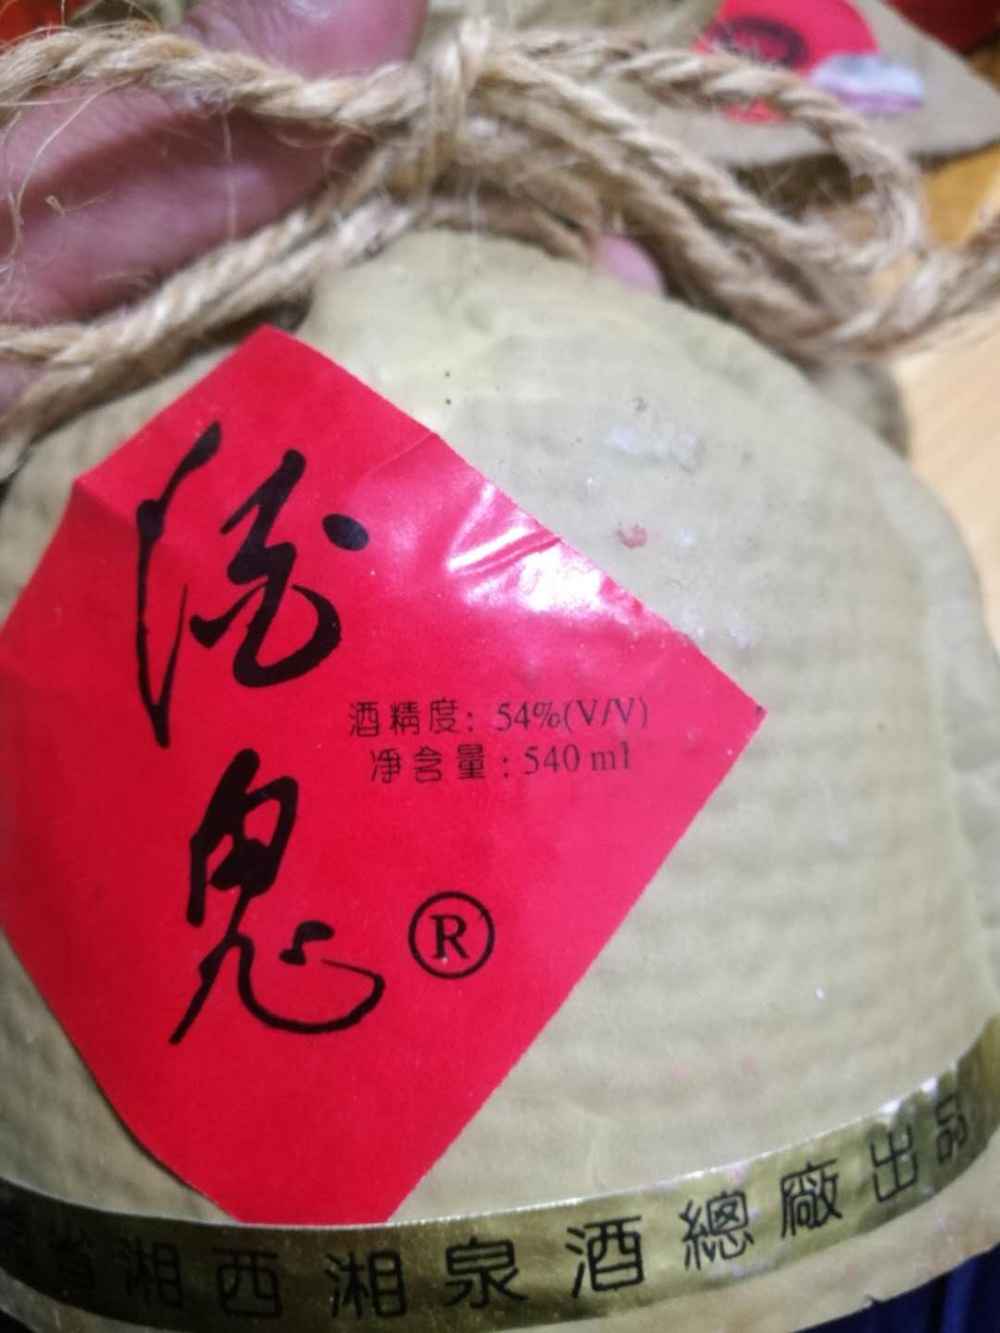 酒鬼
酒精度: 54%(V/V)
净含量: 540 ml
®
省湘西湘泉酒總廠出品